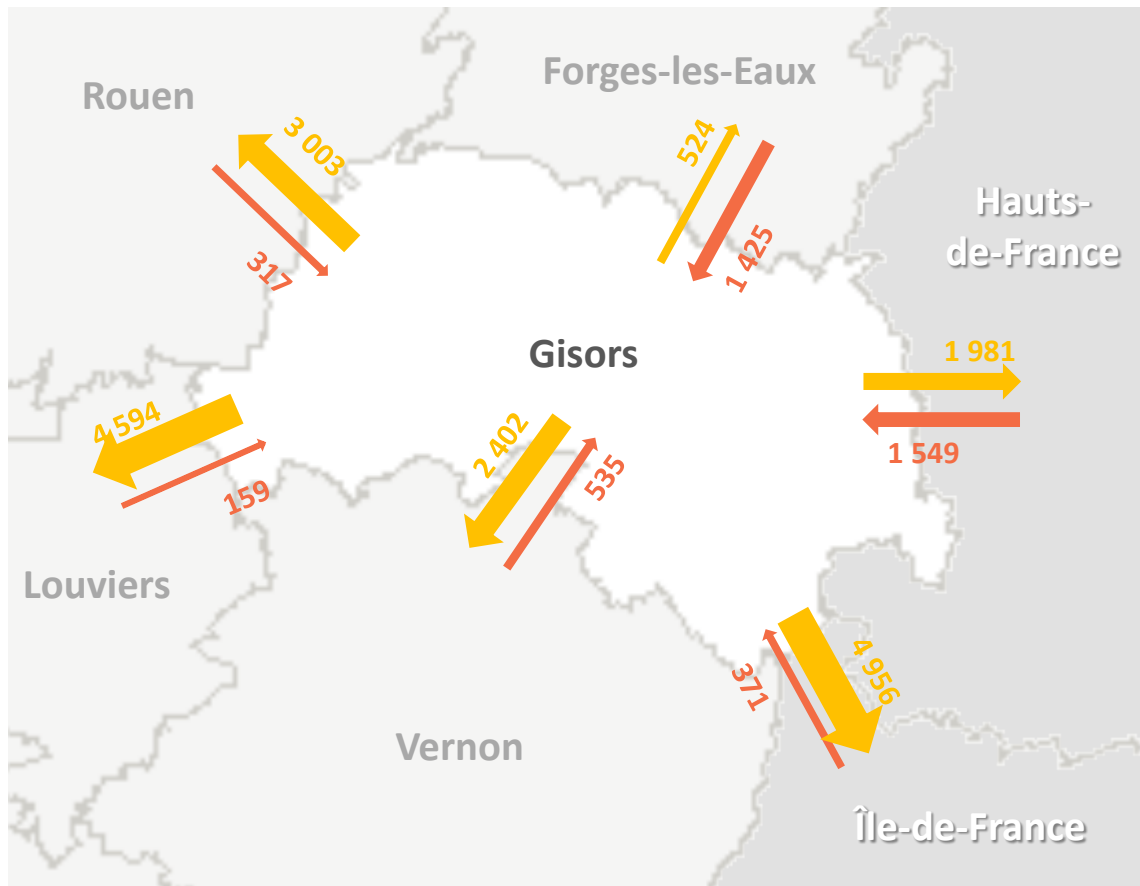 Forges-les-Eaux
Rouen
3 003
524
Hauts-
de-France
317
1 425
Gisors
1 981
4 594
2 402
1 549
159
535
Louviers
4 956
371
Vernon
Île-de-France